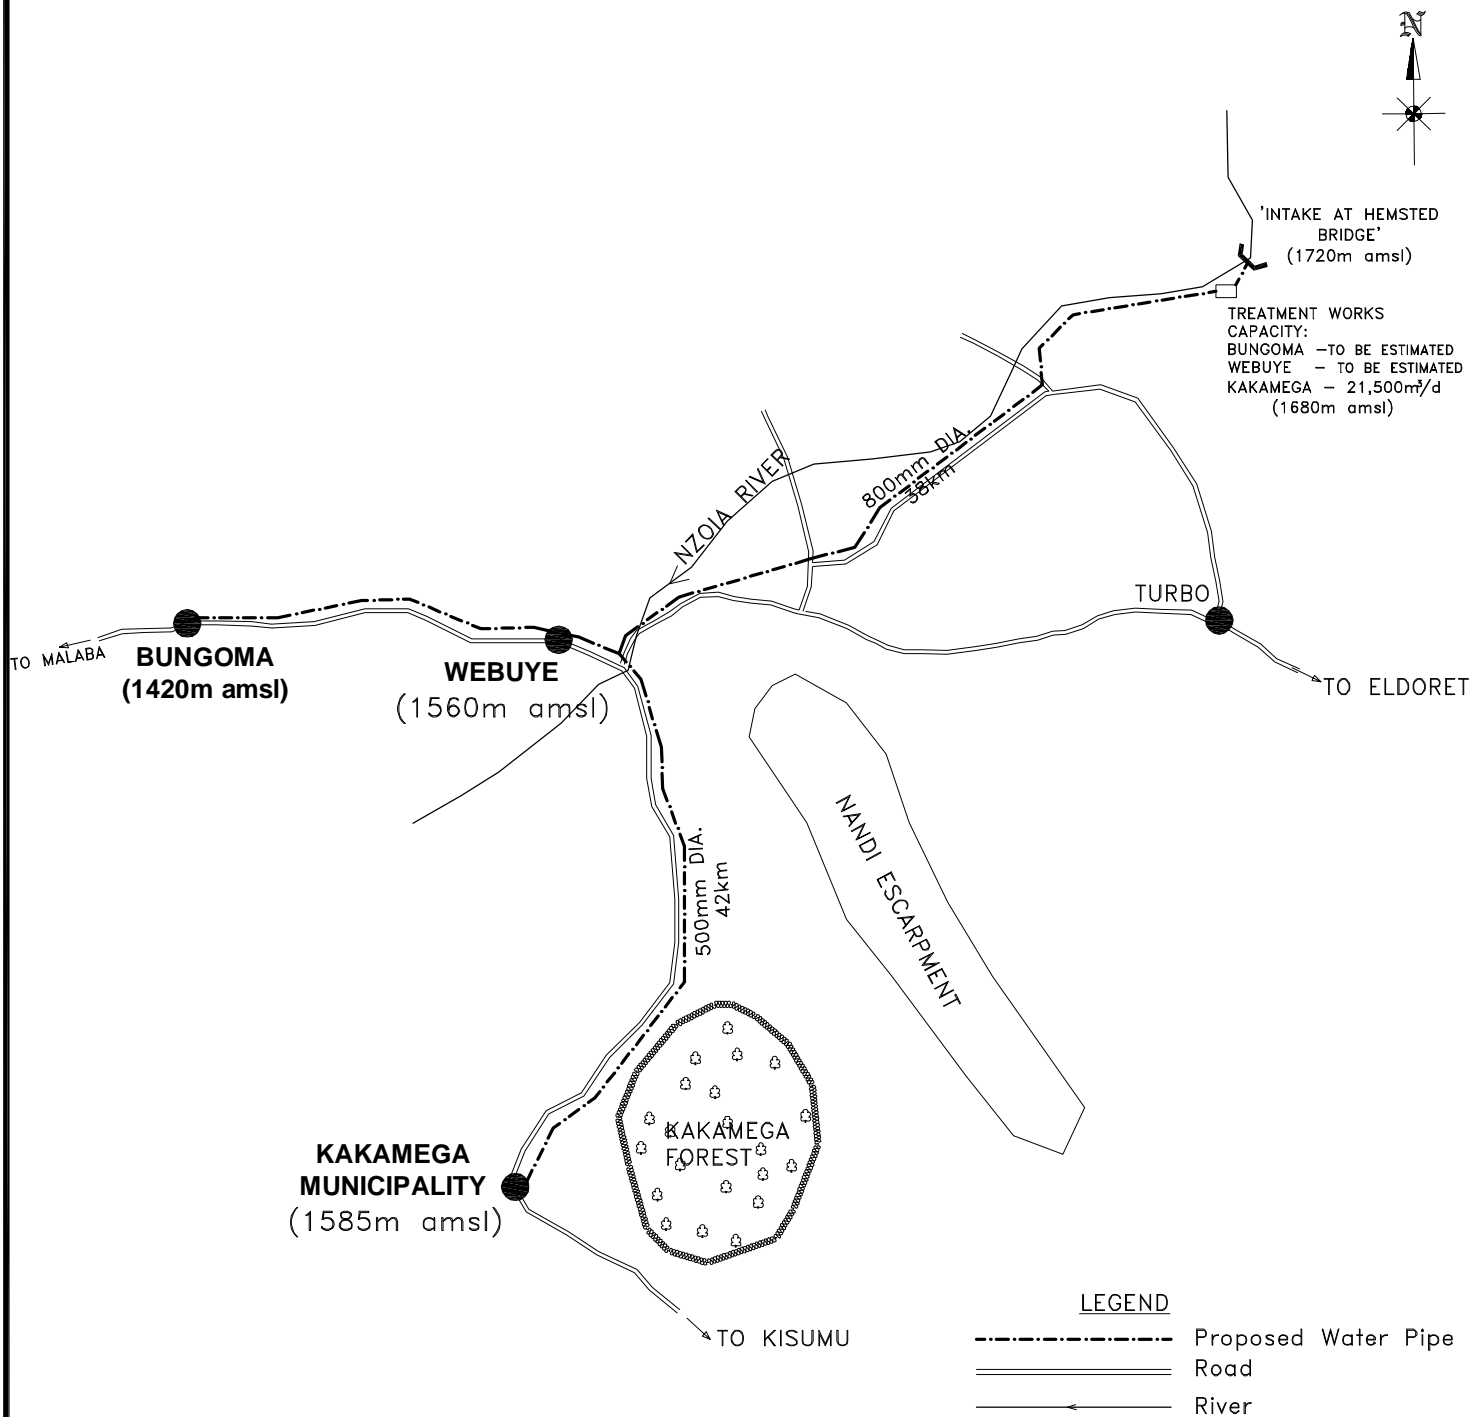 N
'INTAKE AT HEMSTED
BRIDGE'
(1720m amsl)
TREATMENT WORKS
CAPACITY:
BUNGOMA –TO BE ESTIMATED
WEBUYE – TO BE ESTIMATED
KAKAMEGA – 21,500m³/d
(1680m amsl)
800mm DIA.
38km
NZOIA RIVER
TURBO
TO ELDORET
TO MALABA
BUNGOMA
(1420m amsl)
WEBUYE
(1560m amsl)
500mm DIA.
42km
NANDI ESCARPMENT
KAKAMEGA
FOREST
KAKAMEGA
MUNICIPALITY
(1585m amsl)
TO KISUMU
LEGEND
Proposed Water Pipe
Road
River